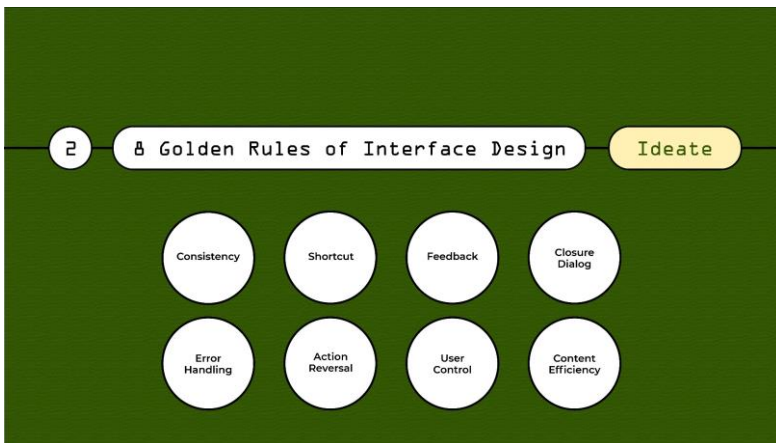 2
8 Golden Rules of Interface Design
Ideate
Consistency
Shortcut
Feedback
Closure
Dialog
Error
Handling
Action
Reversal
User
Control
Content
Efficiency